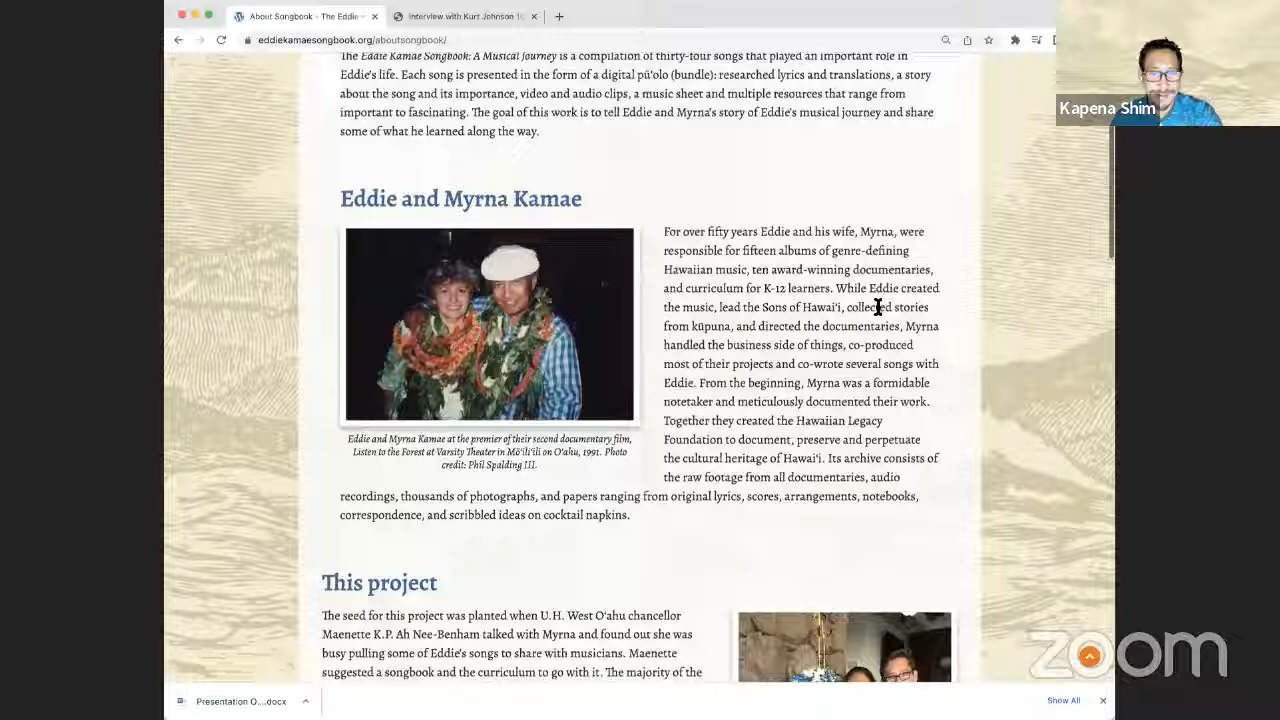 About Songbook – The Eddie
Interview with Kurt Johnson 1
eddiekamaesongbook.org/aboutsongbook/
The Eddie Kamae Songbook: A Musical Journey is a compilation of thirty-four songs that played an important role in
Eddie's life. Each song is presented in the form of a digital pūʻolo (bundle): researched lyrics and translations, a story
about the song and its importance, video and audio clips, a music sheet and multiple resources that range from
important to fascinating. The goal of this work is to tell Eddie and Myrna's story of Eddie's musical journey and share
some of what he learned along the way.
Kapena Shim
Eddie and Myrna Kamae
For over fifty years Eddie and his wife, Myrna, were
responsible for fifteen albums of genre-defining
Hawaiian music, ten award-winning documentaries,
and curriculum for K-12 learners. While Eddie created
the music, lead the Sons of Hawaiʻi, collected stories
from kūpuna, and directed the documentaries, Myrna
handled the business side of things, co-produced
most of their projects and co-wrote several songs with
Eddie. From the beginning, Myrna was a formidable
notetaker and meticulously documented their work.
Together they created the Hawaiian Legacy
Foundation to document, preserve and perpetuate
the cultural heritage of Hawaiʻi. Its archive consists of
the raw footage from all documentaries, audio
recordings, thousands of photographs, and papers ranging from original lyrics, scores, arrangements, notebooks,
correspondence, and scribbled ideas on cocktail napkins.
Eddie and Myrna Kamae at the premier of their second documentary film,
Listen to the Forest at Varsity Theater in Mōʻiliʻili on Oʻahu, 1991. Photo
credit: Phil Spalding III.
This project
The seed for this project was planted when U.H. West Oʻahu chancellor
Maenette K.P. Ah Nee-Benham talked with Myrna and found out she was
busy pulling some of Eddie's songs to share with musicians. Maenette
suggested a songbook and the curriculum to go with it. The majority of the
zoom
Presentation O....docx
Show All